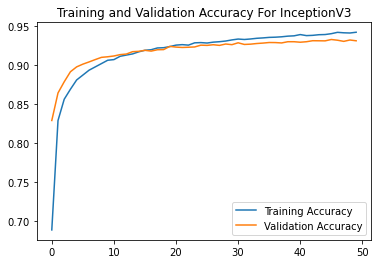 Training and Validation Accuracy For InceptionV3
0.95
0.90
0.85
0.80
0.75
0.70
0 10 20 30 40 50
Training Accuracy
Validation Accuracy